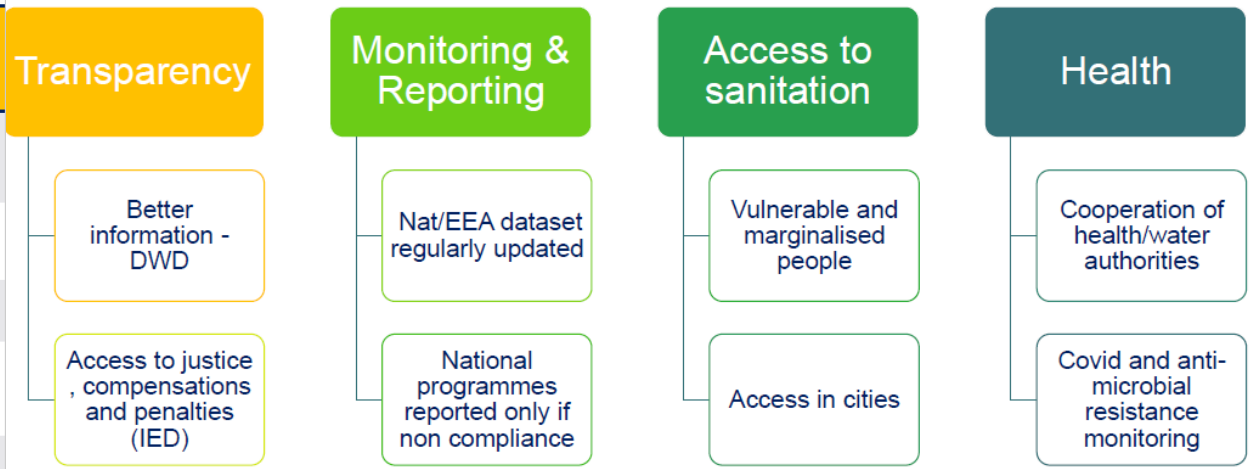 Transparency
Better
information -
DWD
Access to justice
, compensations
and penalties
(IED)
Monitoring &
Reporting
Nat/EEA dataset
regularly updated
National
programmes
reported only if
non compliance
Access to
sanitation
Vulnerable and
marginalised
people
Access in cities
Health
Cooperation of
health/water
authorities
Covid and anti-
microbial
resistance
monitoring